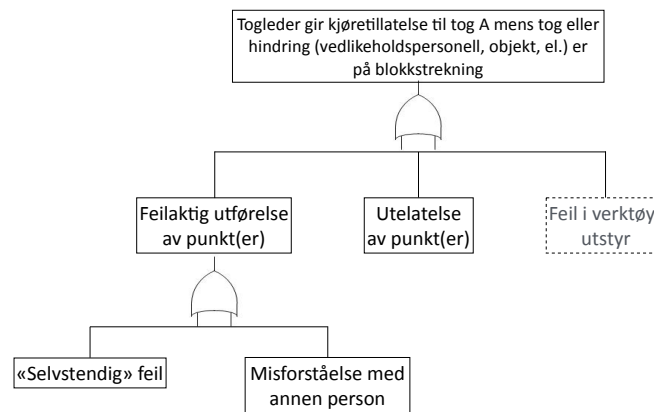 Togleder gir kjøretillatelse til tog A mens tog eller
hindring (vedlikeholdspersonell, objekt, el.) er
på blokkstrekning
Feilaktig utførelse
av punkt(er)
Utelatelse
av punkt(er)
Feil i verktøy
utstyr
«Selvstendig» feil
Misforståelse med
annen person